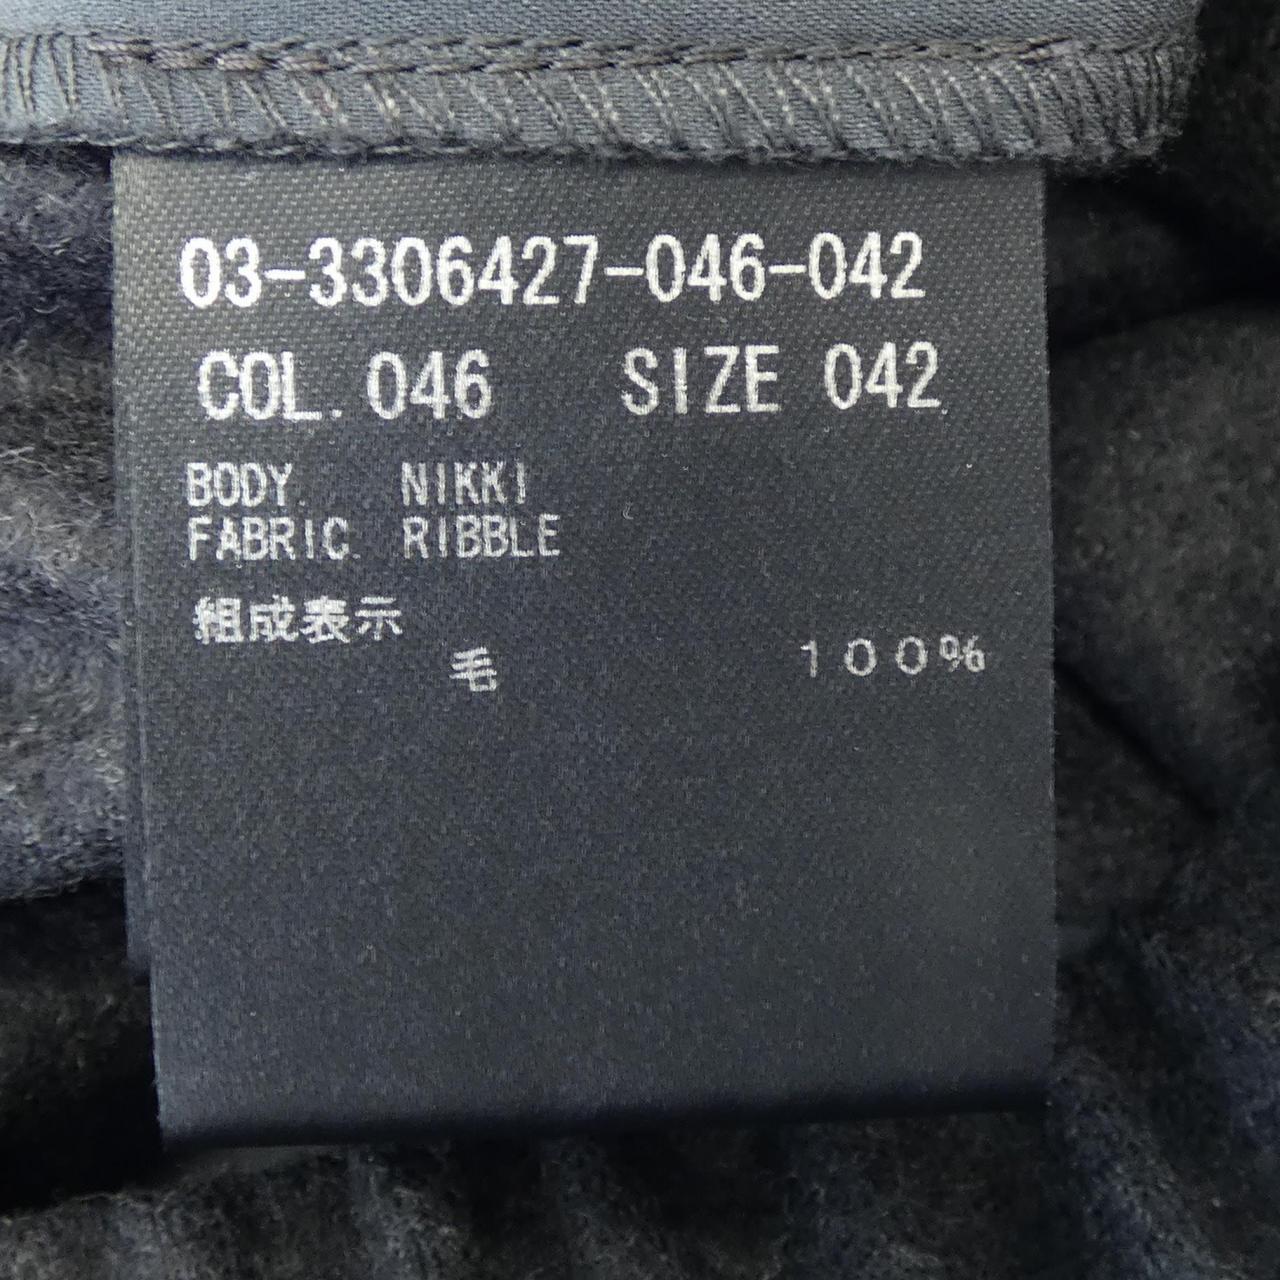 03-3306427-046-042
COL. 046 SIZE 042
BODY. NIKKI
FABRIC. RIBBLE
組成表示
毛 100%